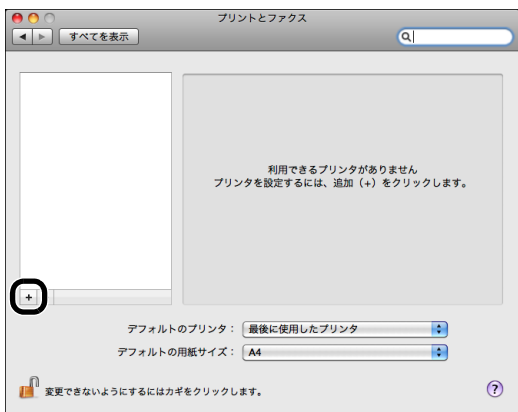 プリントとファクス
すべてを表示
利用できるプリンタがありません
プリンタを設定するには、追加（+）をクリックします。
+
デフォルトのプリンタ： 最後に使用したプリンタ
デフォルトの用紙サイズ： A4
変更できないようにするにはカギをクリックします。
?